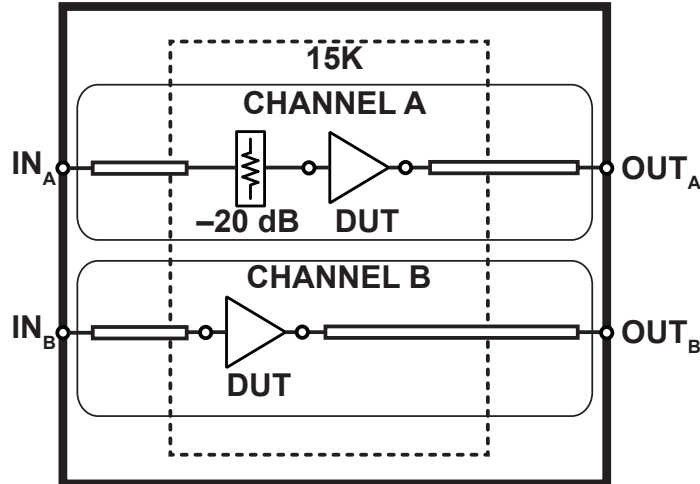 15K
CHANNEL A
IN_A
OUT_A
–20 dB
DUT
CHANNEL B
IN_B
OUT_B
DUT